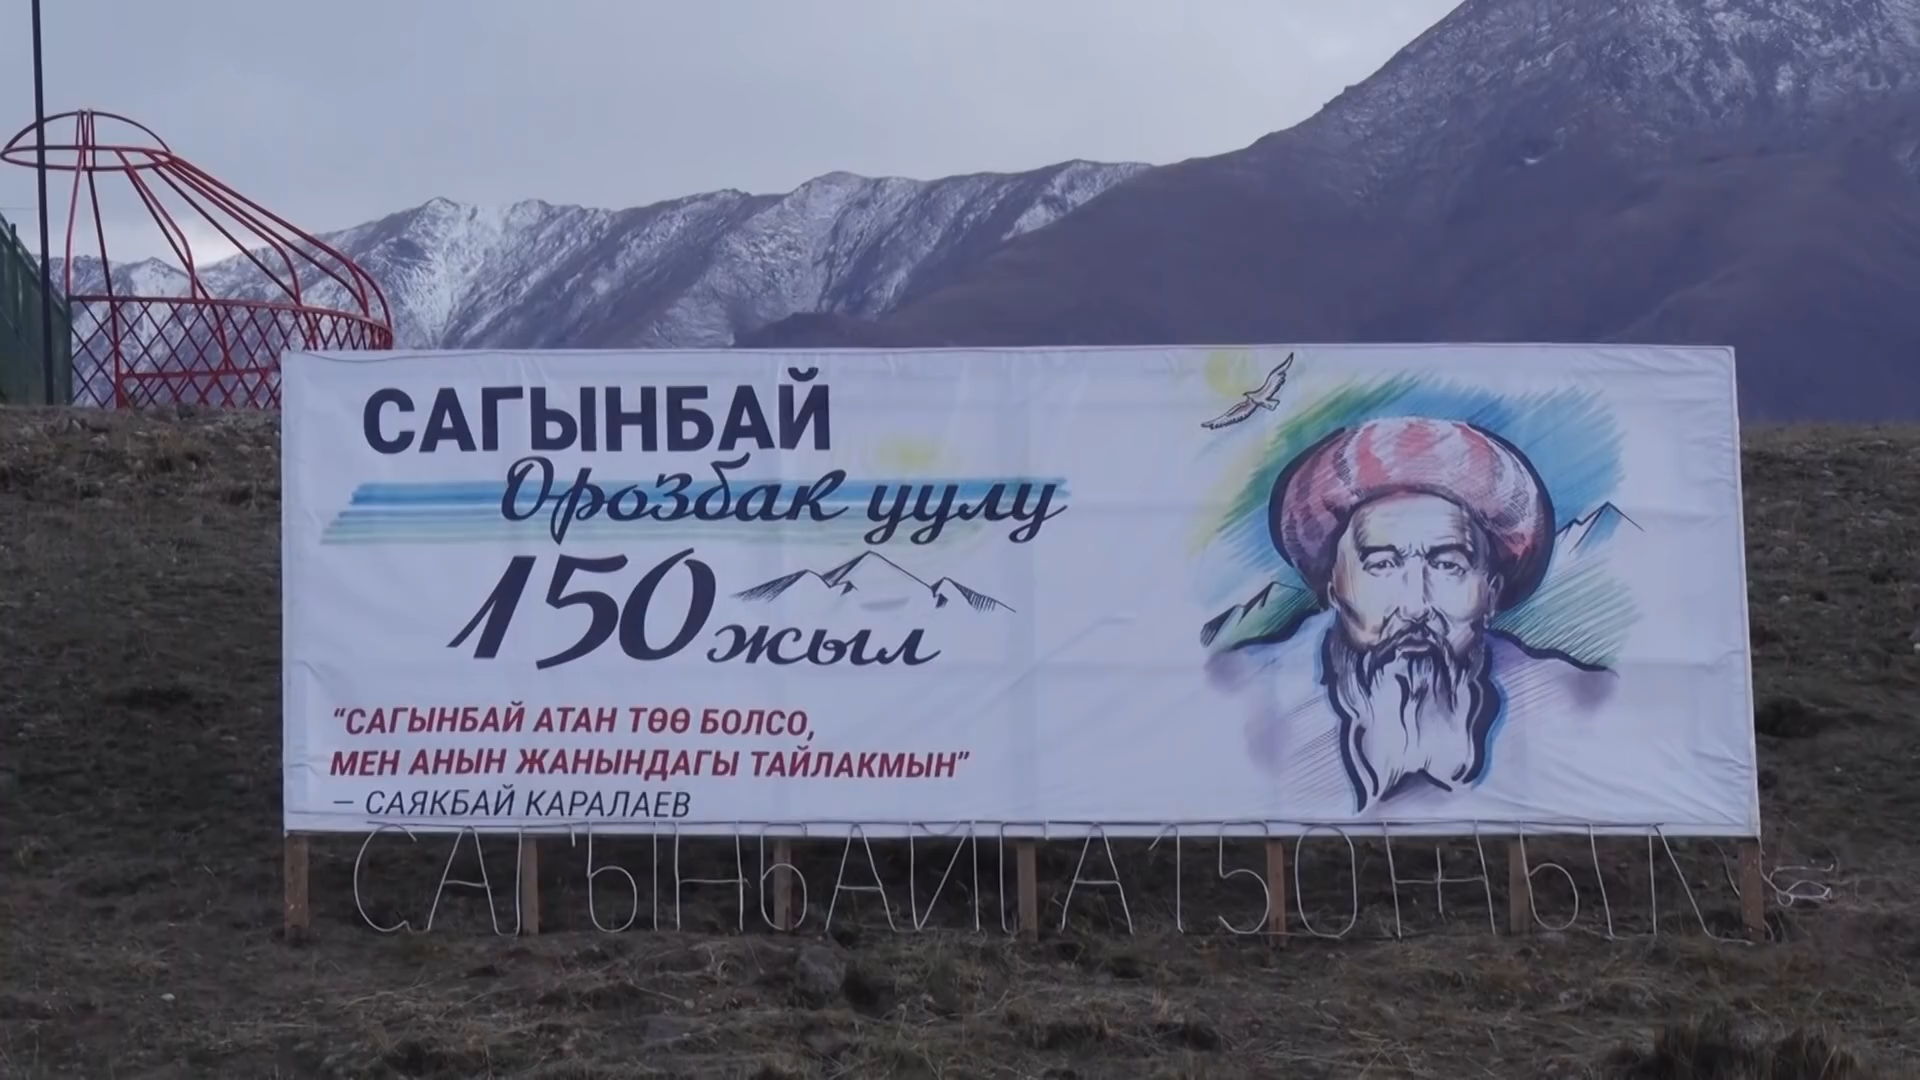 САГЫНБАЙ
Орозбак уулу
150 жыл
“САГЫНБАЙ АТАН ТӨӨ БОЛСО,
МЕН АНЫН ЖАНЫНДАГЫ ТАЙЛАКМЫН”
– САЯКБАЙ КАРАЛАЕВ
САГЫНБАЙГА 150 ЖЫЛ